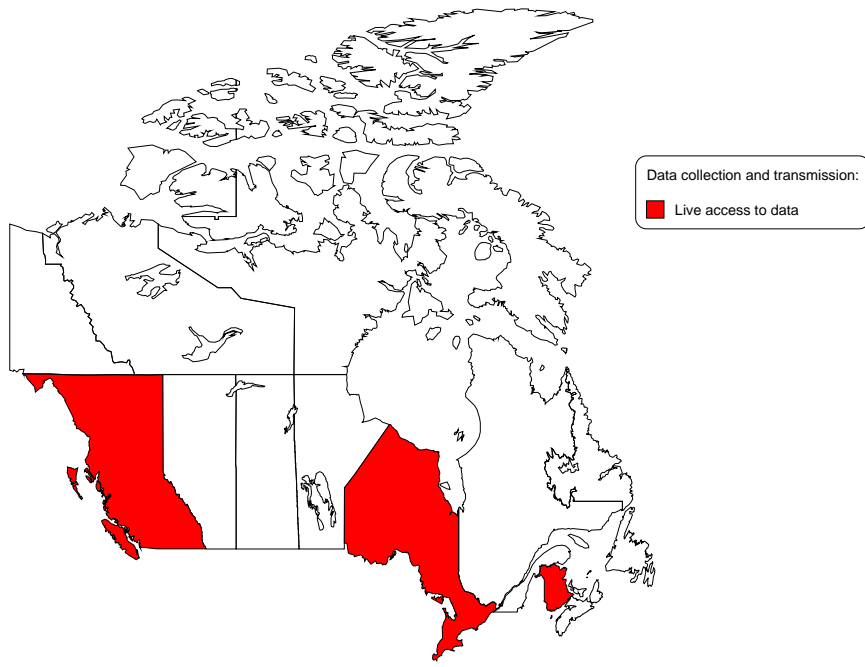 Data collection and transmission:
Live access to data